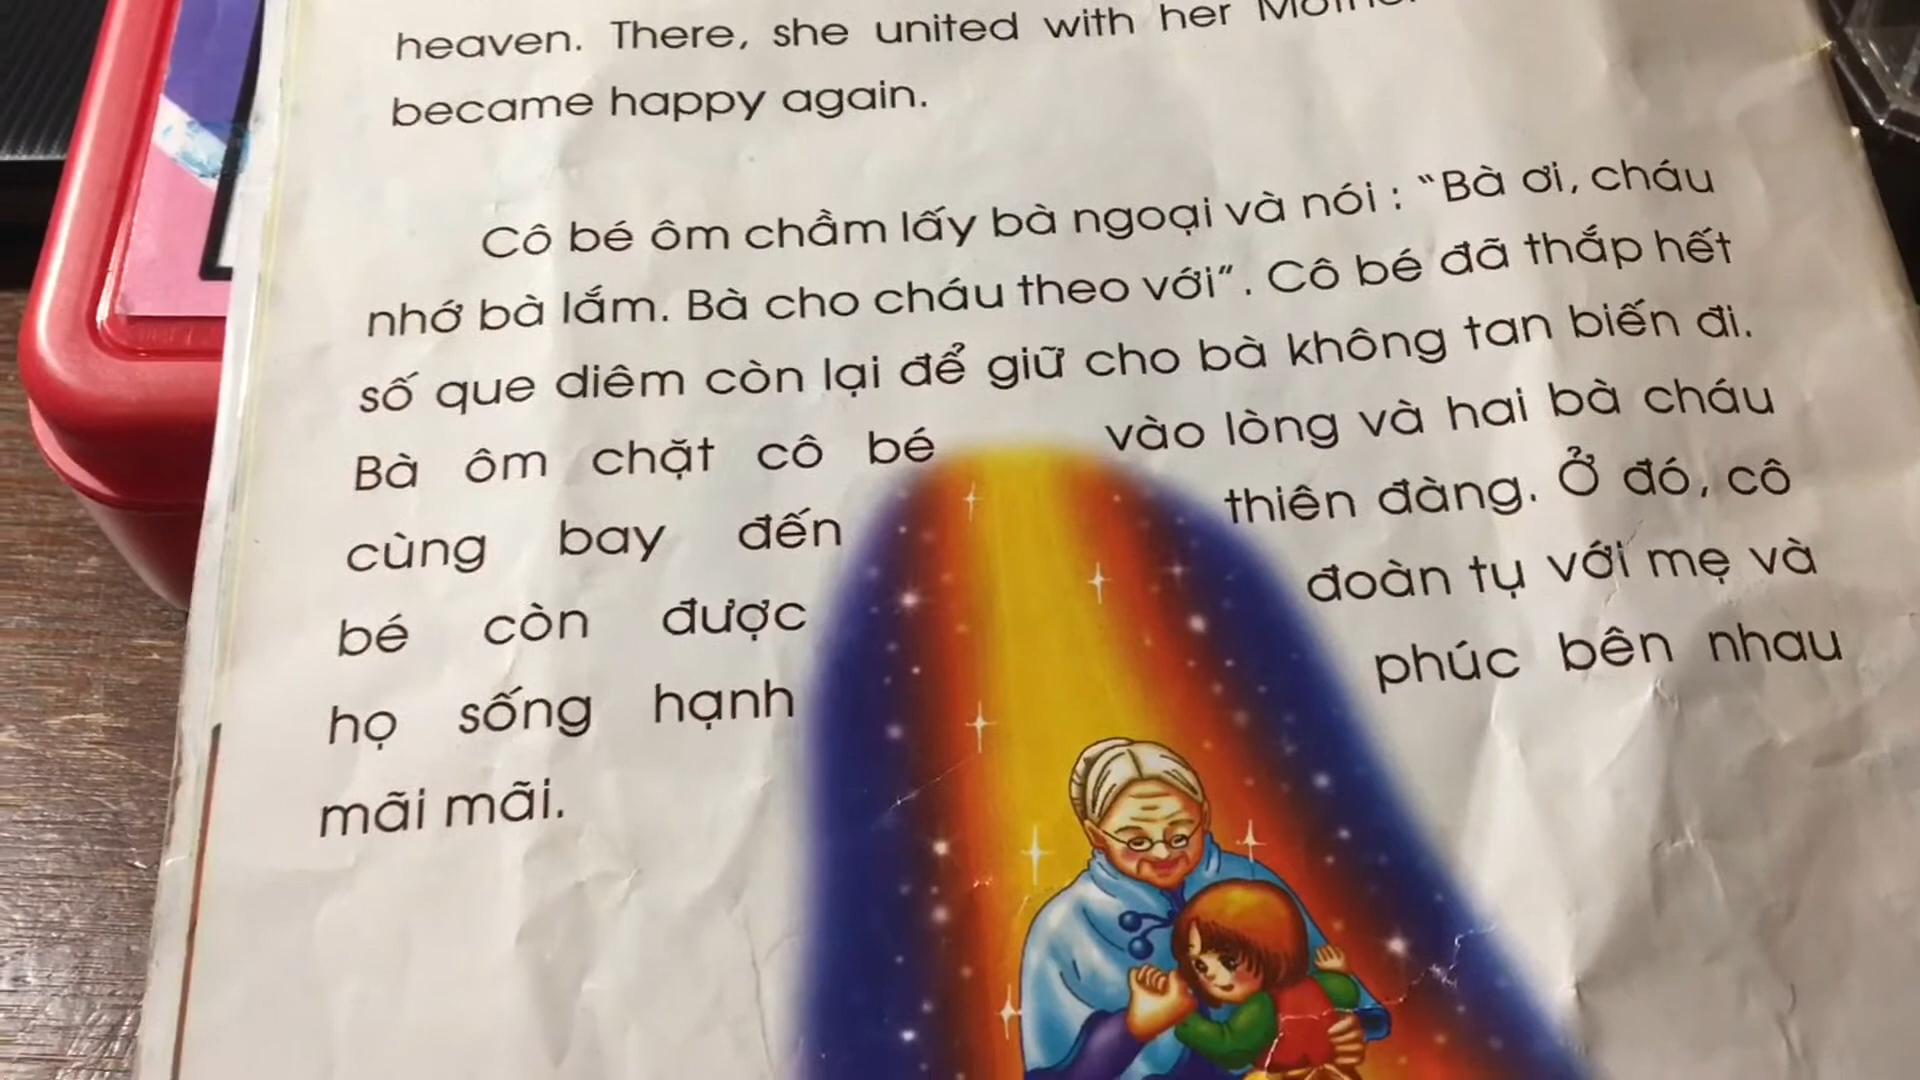 heaven. There, she united with her
became happy again.
Cô bé ôm chầm lấy bà ngoại và nói : “Bà ơi, cháu
nhớ bà lắm. Bà cho cháu theo với”. Cô bé đã thắp hết
số que diêm còn lại để giữ cho bà không tan biến đi.
Bà ôm chặt cô bé vào lòng và hai bà cháu
cùng bay đến thiên đàng. Ở đó, cô
bé còn được đoàn tụ với mẹ và
họ sống hạnh phúc bên nhau
mãi mãi.